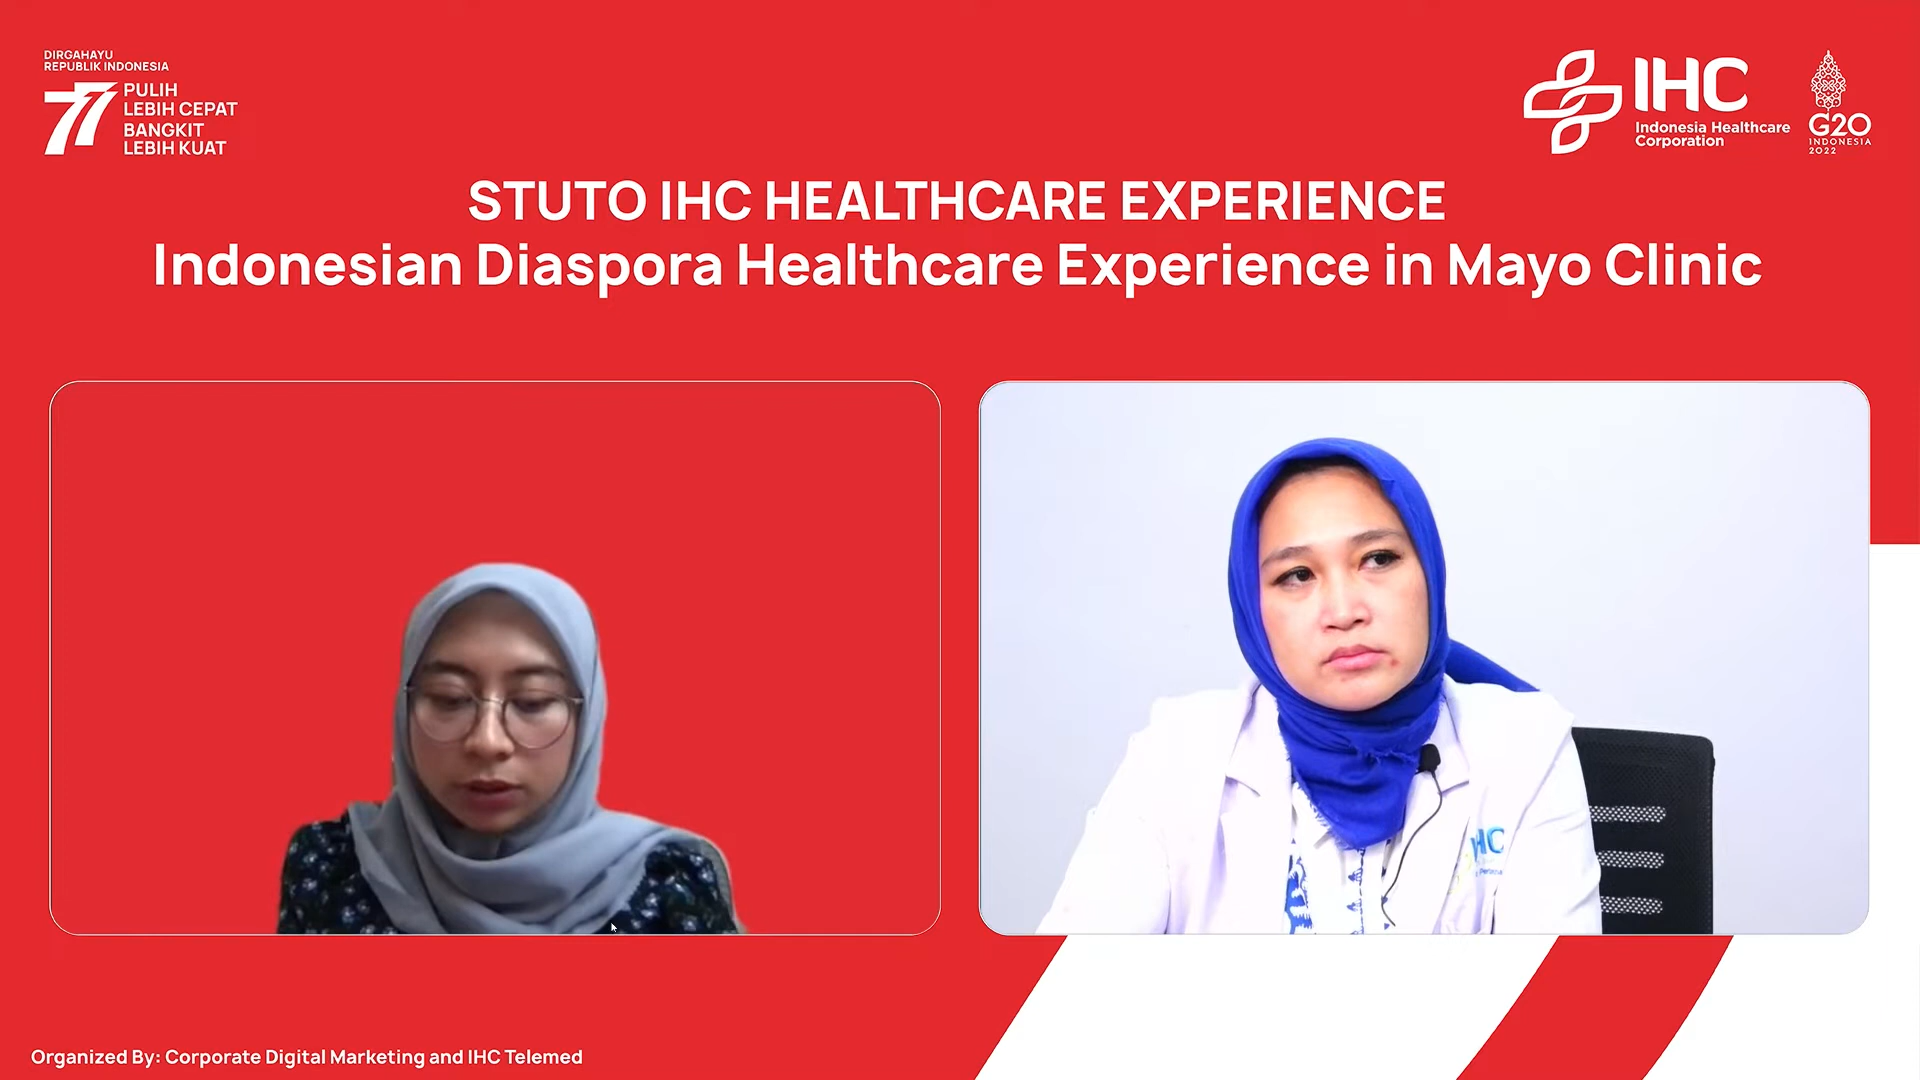 DIRGAHAYU
REPUBLIK INDONESIA
77
PULIH
LEBIH CEPAT
BANGKIT
LEBIH KUAT
IHC
Indonesia Healthcare
Corporation
G20
INDONESIA
2022
STUTO IHC HEALTHCARE EXPERIENCE
Indonesian Diaspora Healthcare Experience in Mayo Clinic
IHC
Organized By: Corporate Digital Marketing and IHC Telemed